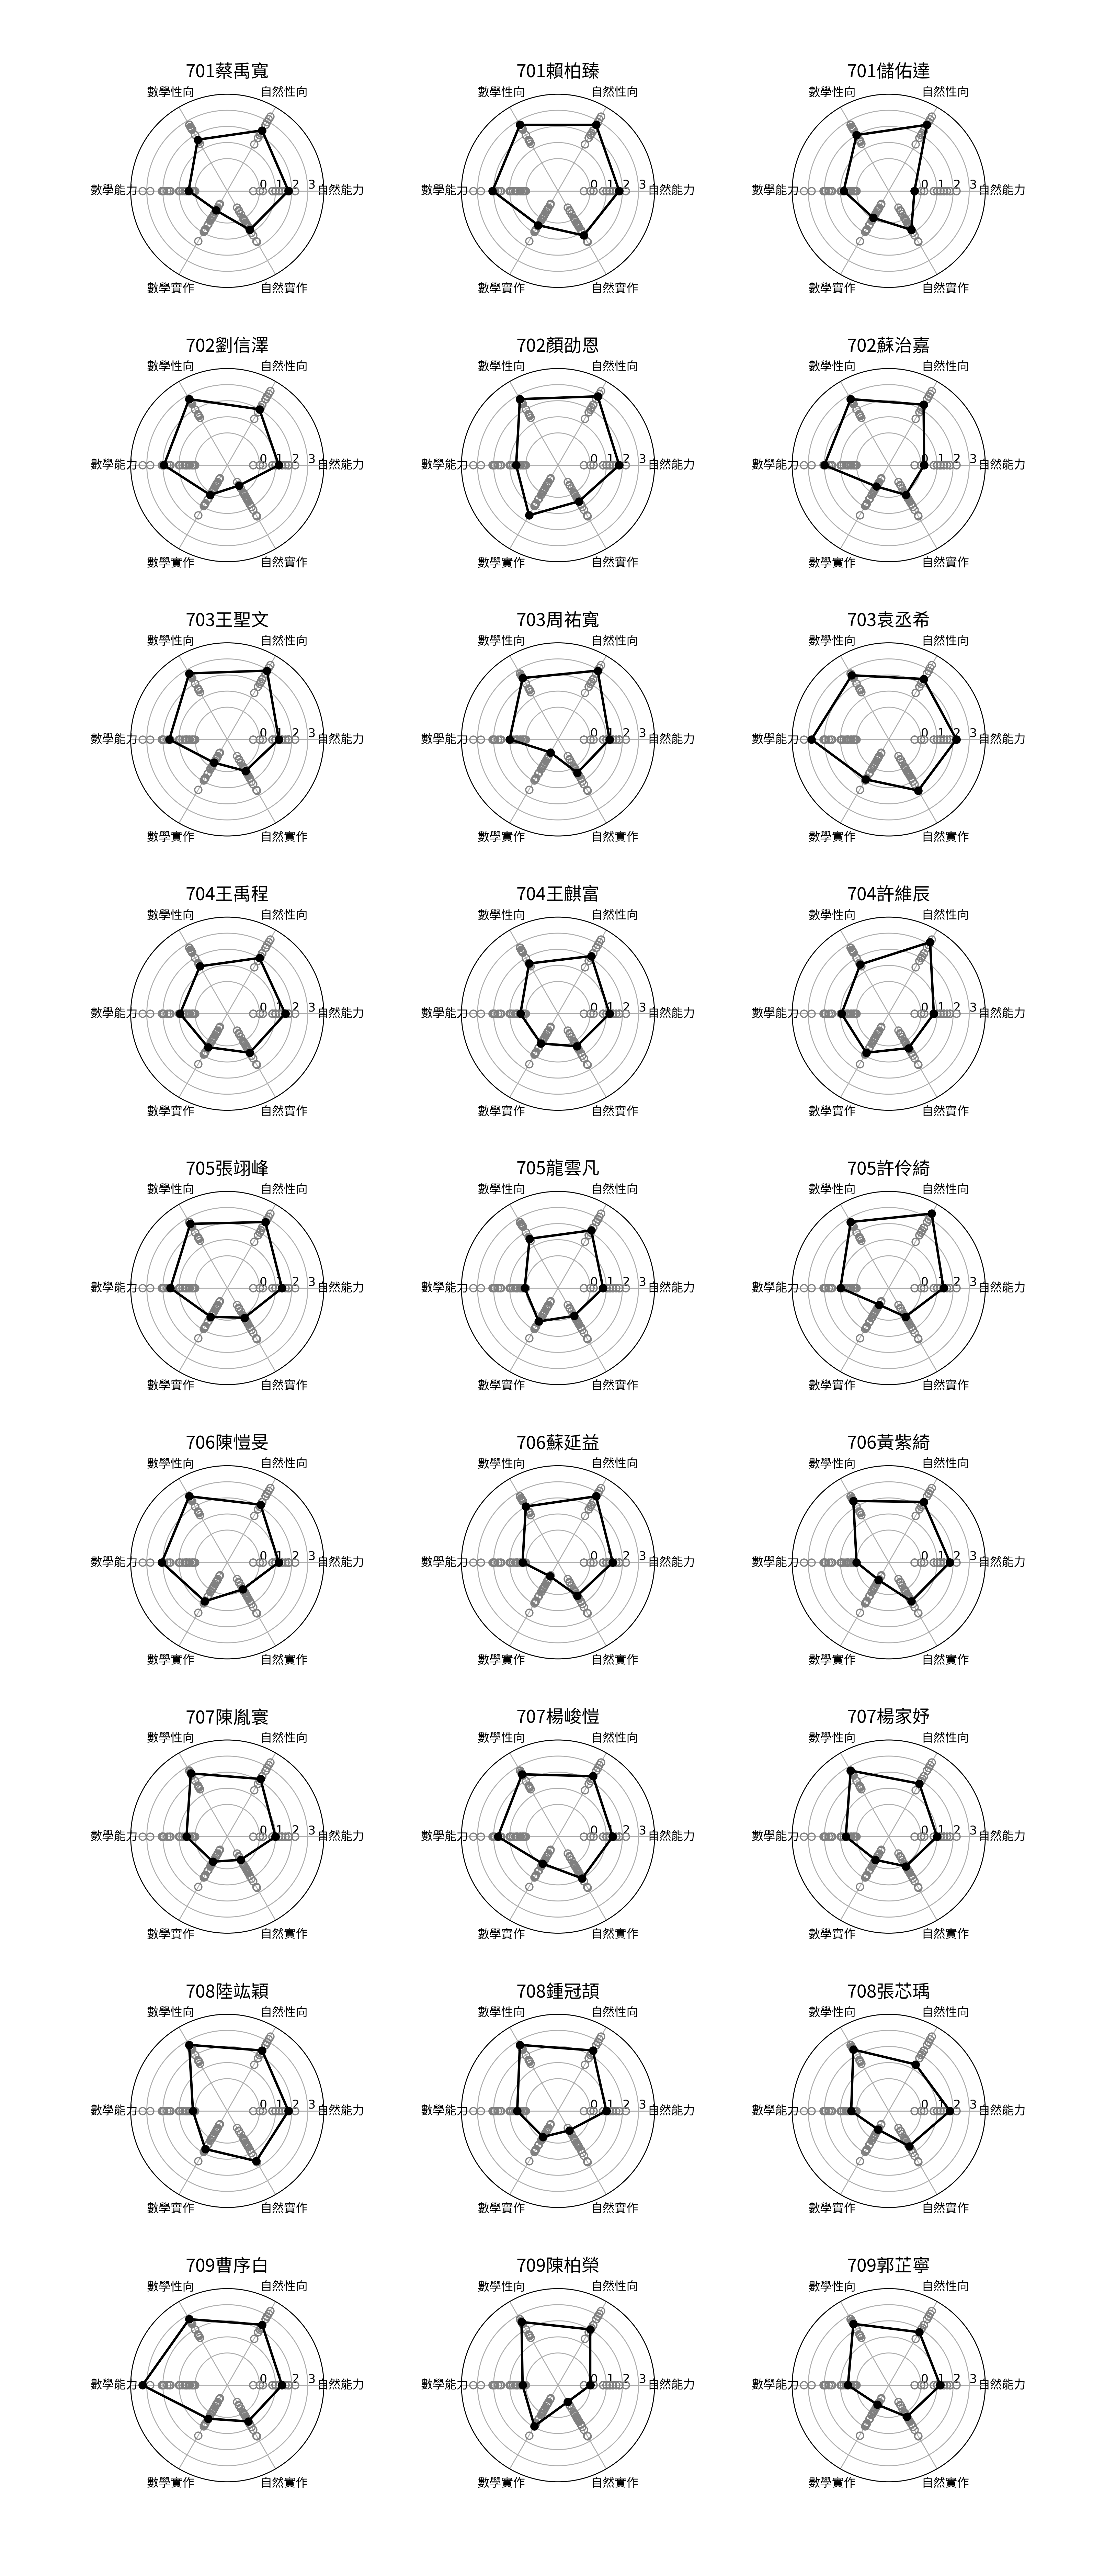 701蔡禹寬 701賴柏臻 701儲佑達
數學性向 自然性向 數學性向 自然性向 數學性向 自然性向
數學能力 0 1 2 3 自然能力 數學能力 0 1 2 3 自然能力 數學能力 0 1 2 3 自然能力
數學實作 自然實作 數學實作 自然實作 數學實作 自然實作
702劉信澤 702顏劭恩 702蘇治嘉
數學性向 自然性向 數學性向 自然性向 數學性向 自然性向
數學能力 0 1 2 3 自然能力 數學能力 0 1 2 3 自然能力 數學能力 0 1 2 3 自然能力
數學實作 自然實作 數學實作 自然實作 數學實作 自然實作
703王聖文 703周祐寬 703袁丞希
數學性向 自然性向 數學性向 自然性向 數學性向 自然性向
數學能力 0 1 2 3 自然能力 數學能力 0 1 2 3 自然能力 數學能力 0 1 2 3 自然能力
數學實作 自然實作 數學實作 自然實作 數學實作 自然實作
704王禹程 704王麒富 704許維辰
數學性向 自然性向 數學性向 自然性向 數學性向 自然性向
數學能力 0 1 2 3 自然能力 數學能力 0 1 2 3 自然能力 數學能力 0 1 2 3 自然能力
數學實作 自然實作 數學實作 自然實作 數學實作 自然實作
705張翊峰 705龍雲凡 705許伶綺
數學性向 自然性向 數學性向 自然性向 數學性向 自然性向
數學能力 0 1 2 3 自然能力 數學能力 0 1 2 3 自然能力 數學能力 0 1 2 3 自然能力
數學實作 自然實作 數學實作 自然實作 數學實作 自然實作
706陳愷旻 706蘇延益 706黃紫綺
數學性向 自然性向 數學性向 自然性向 數學性向 自然性向
數學能力 0 1 2 3 自然能力 數學能力 0 1 2 3 自然能力 數學能力 0 1 2 3 自然能力
數學實作 自然實作 數學實作 自然實作 數學實作 自然實作
707陳胤寰 707楊峻愷 707楊家妤
數學性向 自然性向 數學性向 自然性向 數學性向 自然性向
數學能力 0 1 2 3 自然能力 數學能力 0 1 2 3 自然能力 數學能力 0 1 2 3 自然能力
數學實作 自然實作 數學實作 自然實作 數學實作 自然實作
708陸竑穎 708鍾冠頡 708張芯瑀
數學性向 自然性向 數學性向 自然性向 數學性向 自然性向
數學能力 0 1 2 3 自然能力 數學能力 0 1 2 3 自然能力 數學能力 0 1 2 3 自然能力
數學實作 自然實作 數學實作 自然實作 數學實作 自然實作
709曹序白 709陳柏榮 709郭芷寧
數學性向 自然性向 數學性向 自然性向 數學性向 自然性向
數學能力 0 1 2 3 自然能力 數學能力 0 1 2 3 自然能力 數學能力 0 1 2 3 自然能力
數學實作 自然實作 數學實作 自然實作 數學實作 自然實作